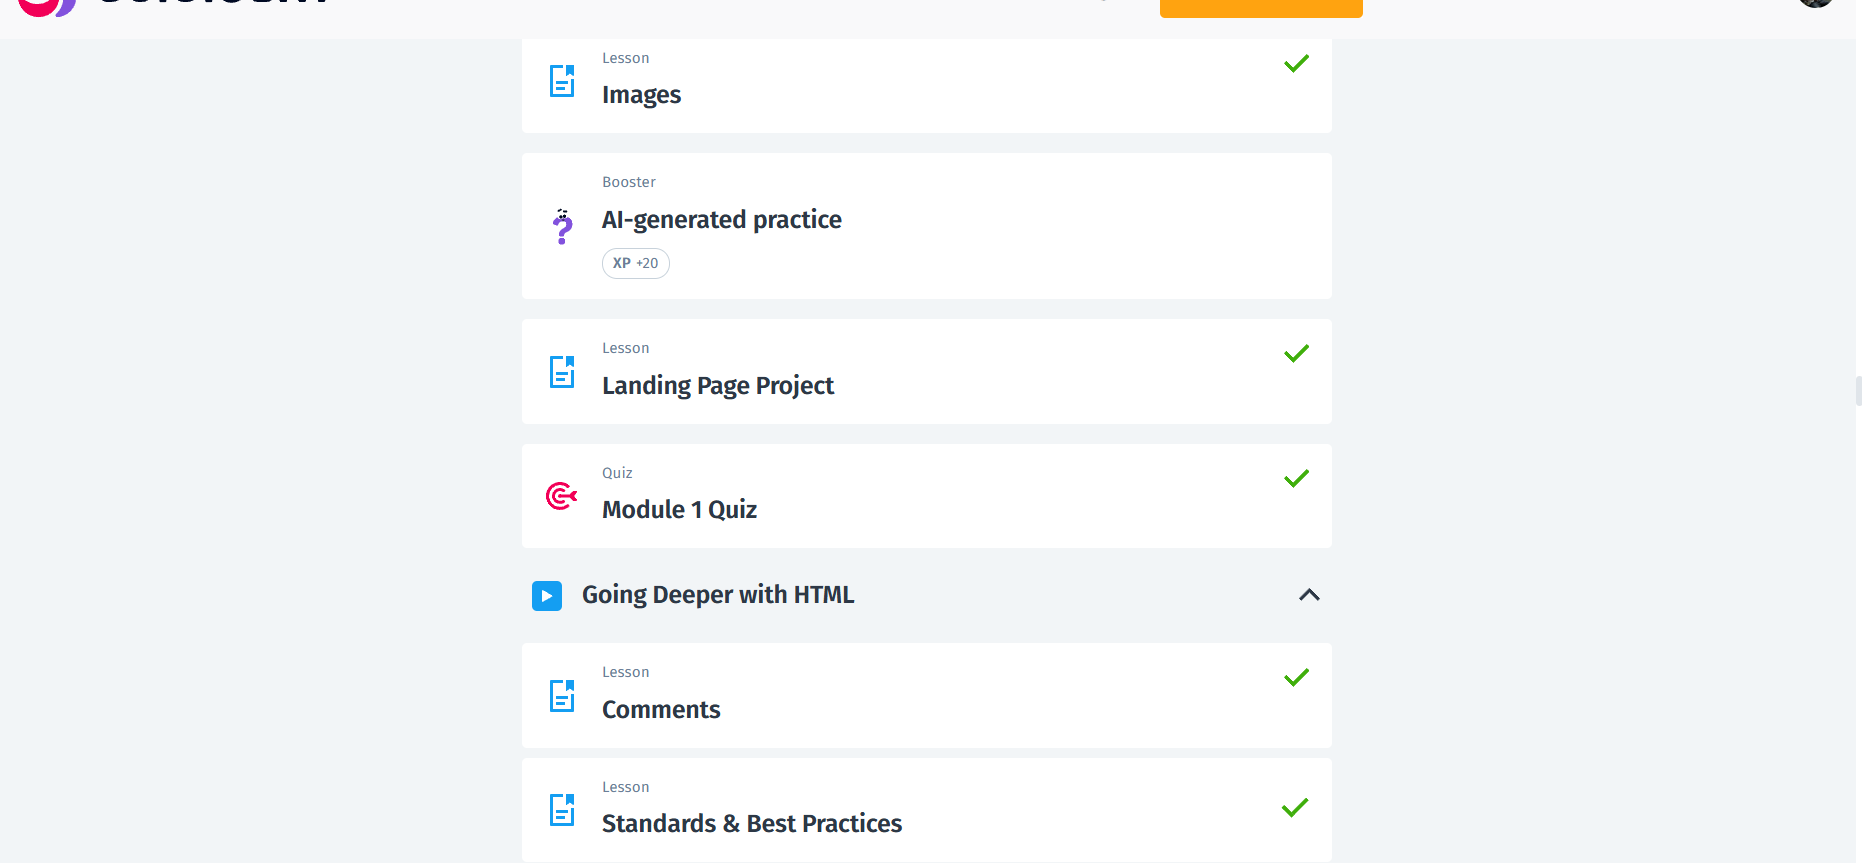 Lesson
Images
Booster
AI-generated practice
XP +20
Lesson
Landing Page Project
Quiz
Module 1 Quiz
Going Deeper with HTML
Lesson
Comments
Lesson
Standards & Best Practices